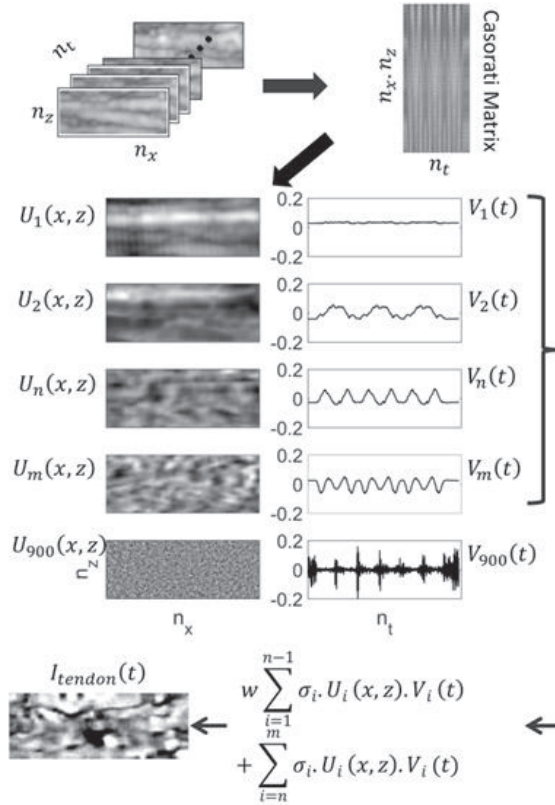 n_t
n_z
n_x
n_x.n_z
Casorati Matrix
n_t
U_1(x,z)
0.2
0
-0.2
V_1(t)
U_2(x,z)
0.2
0
-0.2
V_2(t)
U_n(x,z)
0.2
0
-0.2
V_n(t)
U_m(x,z)
0.2
0
-0.2
V_m(t)
U_900(x,z)
n_z
0.2
0
-0.2
V_900(t)
n_x
n_t
I_tendon(t)
w ∑_{i=1}^{n-1} σ_i.U_i(x,z).V_i(t)
+ ∑_{i=n}^{m} σ_i.U_i(x,z).V_i(t)